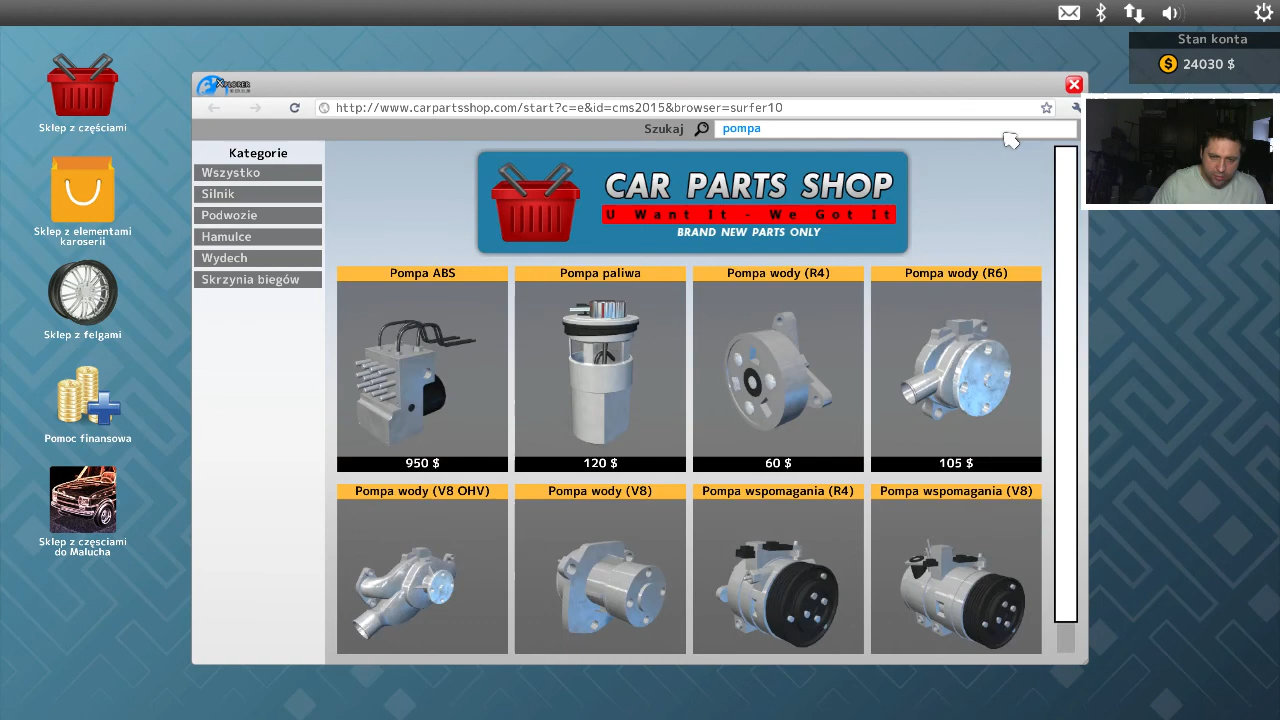 Stan konta
24030 $
XPLORER
http://www.carpartsshop.com/start?c=e&id=cms2015&browser=surfer10
Szukaj
pompa
Sklep z częściami
Sklep z elementami
karoserii
Sklep z felgami
Pomoc finansowa
Sklep z częsciami
do Malucha
Kategorie
Wszystko
Silnik
Podwozie
Hamulce
Wydech
Skrzynia biegów
CAR PARTS SHOP
U Want It - We Got It
BRAND NEW PARTS ONLY
Pompa ABS
Pompa paliwa
Pompa wody (R4)
Pompa wody (R6)
950 $
120 $
60 $
105 $
Pompa wody (V8 OHV)
Pompa wody (V8)
Pompa wspomagania (R4)
Pompa wspomagania (V8)